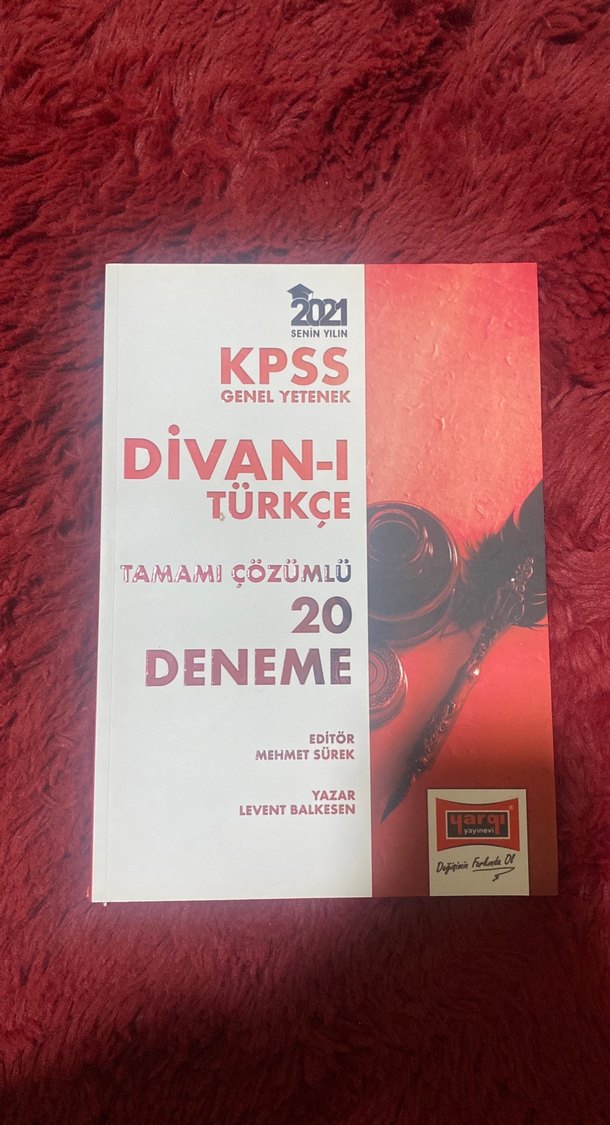 2021
SENİN YILIN
KPSS
GENEL YETENEK
DİVAN-I
TÜRKÇE
TAMAMI ÇÖZÜMLÜ
20
DENEME
EDİTÖR
MEHMET SÜREK
YAZAR
LEVENT BALKESEN
yargı
yayınevi
Değişimin Farkında Ol